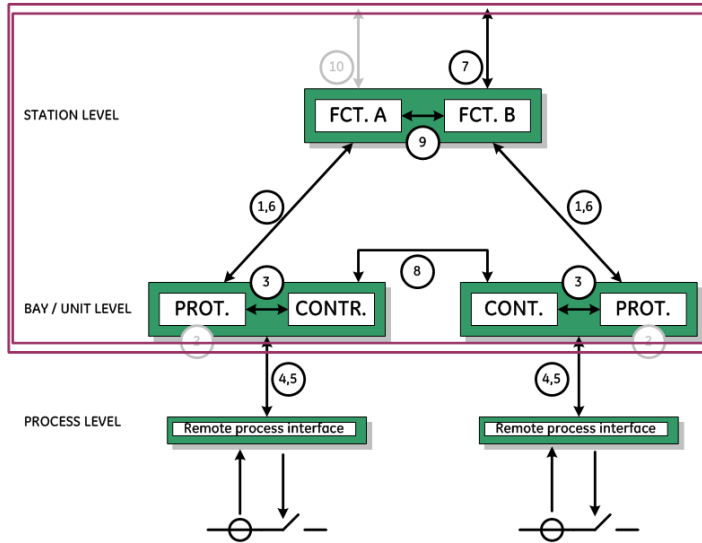 10
7
STATION LEVEL
FCT. A
FCT. B
9
1,6
1,6
8
3
3
BAY / UNIT LEVEL
PROT.
CONTR.
CONT.
PROT.
2
2
4,5
4,5
PROCESS LEVEL
Remote process interface
Remote process interface